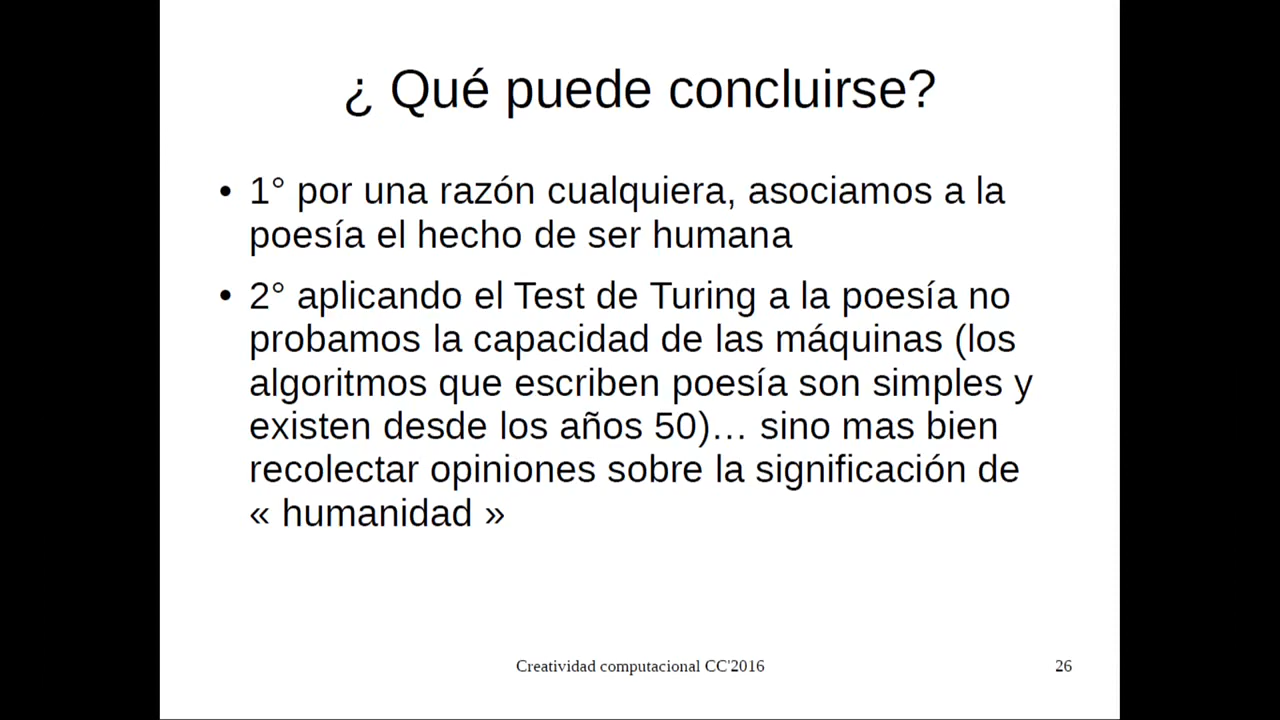 ¿ Qué puede concluirse?
• 1° por una razón cualquiera, asociamos a la
poesía el hecho de ser humana
• 2° aplicando el Test de Turing a la poesía no
probamos la capacidad de las máquinas (los
algoritmos que escriben poesía son simples y
existen desde los años 50)… sino mas bien
recolectar opiniones sobre la significación de
« humanidad »
Creatividad computacional CC'2016
26